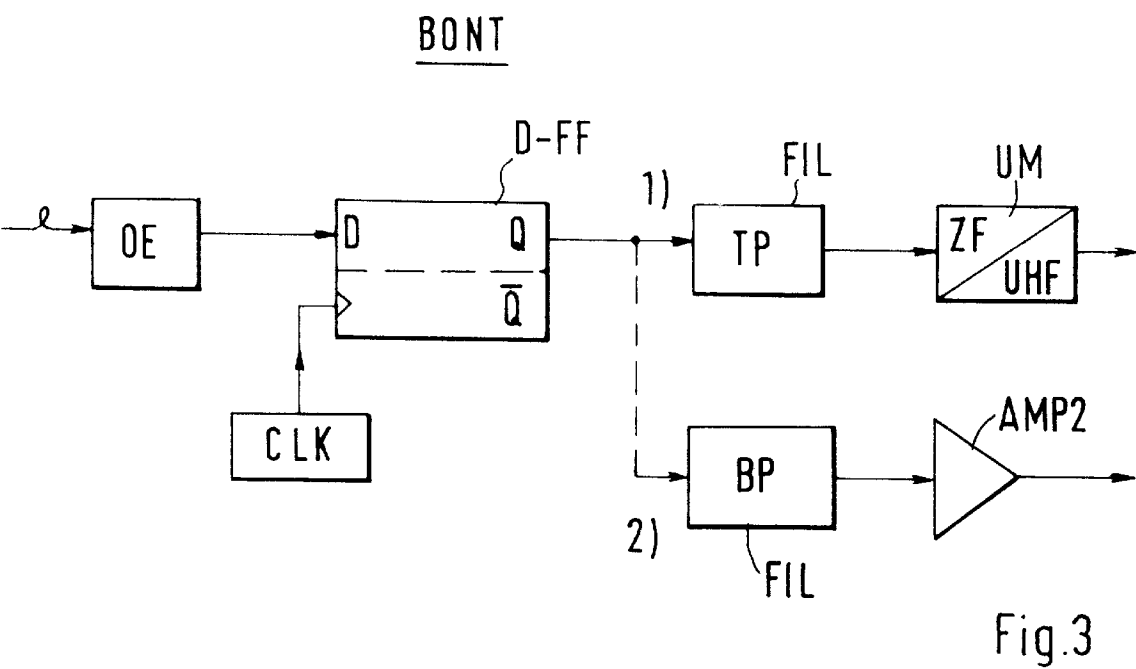 BONT
D-FF
FIL
UM
1)
OE
D
Q
TP
ZF
UHF
Q̅
CLK
AMP2
BP
2)
FIL
Fig.3